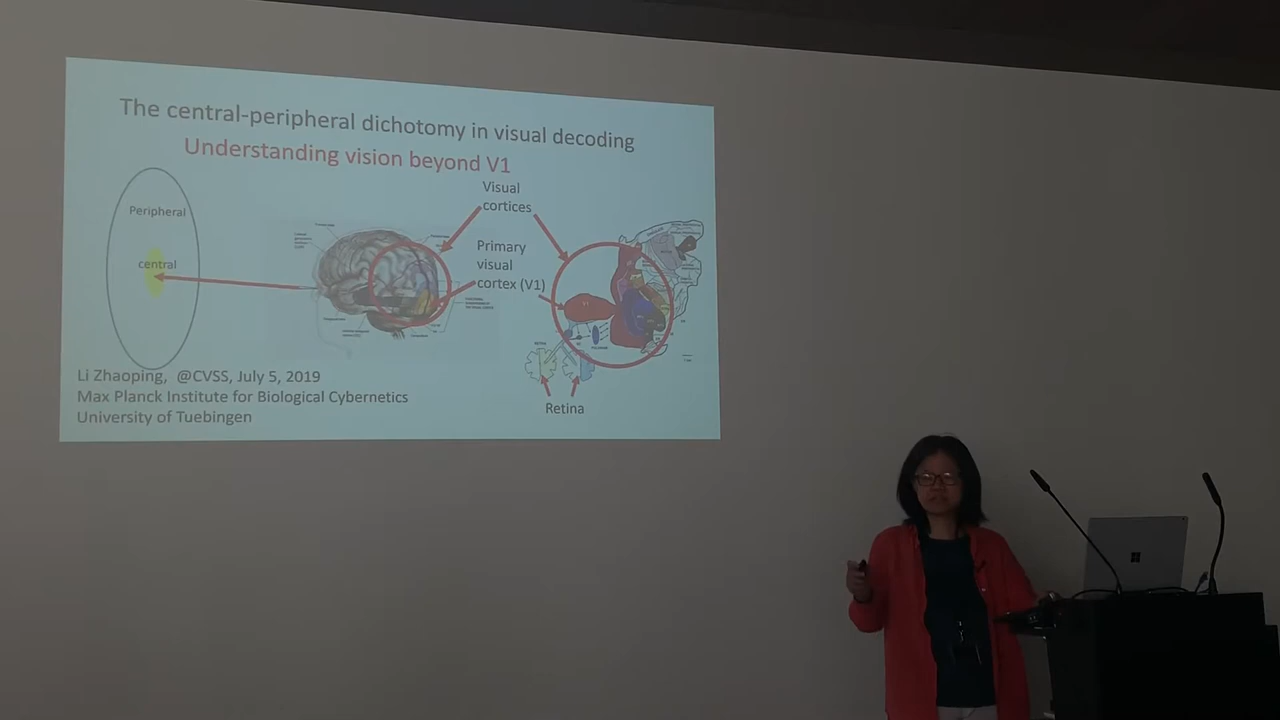 The central-peripheral dichotomy in visual decoding
Understanding vision beyond V1
Visual
cortices
Peripheral
central
Primary
visual
cortex (V1)
Retina
Li Zhaoping, @CVSS, July 5, 2019
Max Planck Institute for Biological Cybernetics
University of Tuebingen